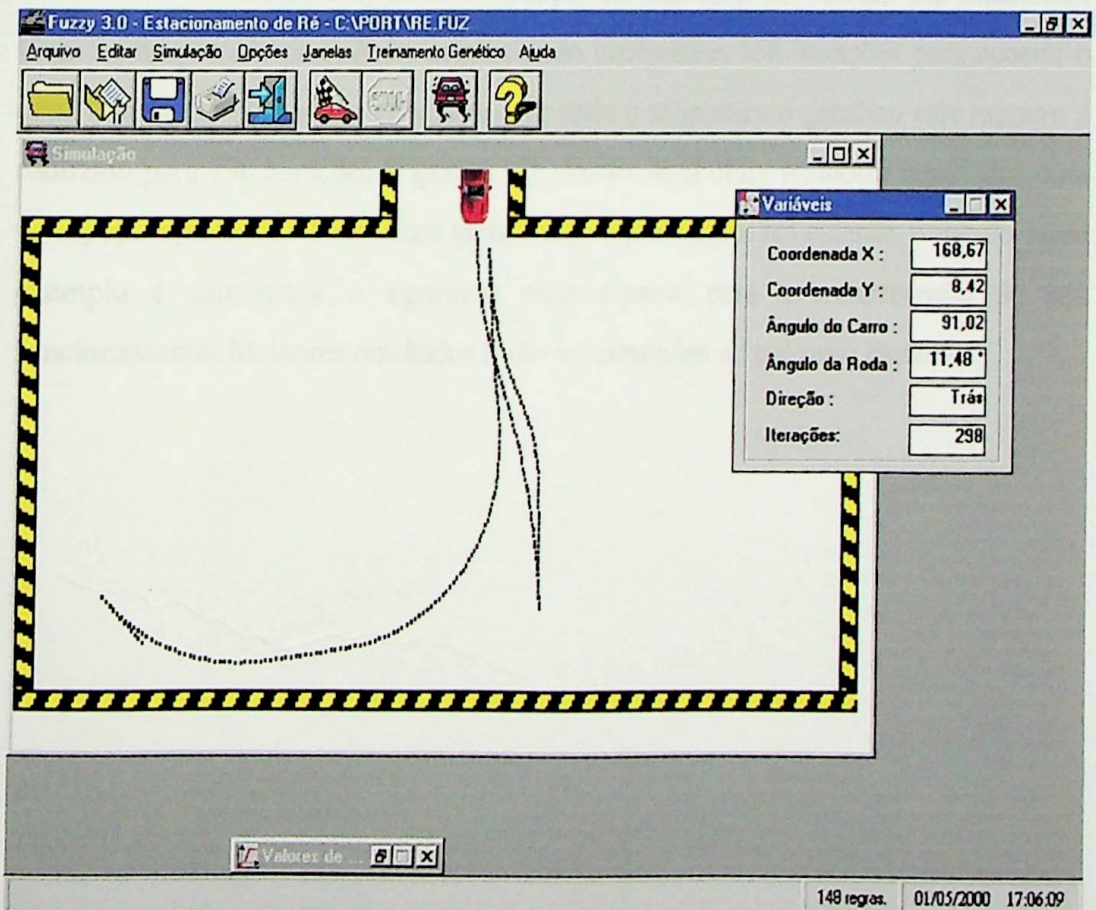 Fuzzy 3.0 - Estacionamento de Ré - C:\PORT\RE.FUZ
Arquivo Editar Simulação Opções Janelas Treinamento Genético Ajuda
STOP
Simulação
Variáveis
Coordenada X : 168,67
Coordenada Y : 8,42
Ângulo do Carro : 91,02
Ângulo da Roda : 11,48 °
Direção : Trás
Iterações: 298
Valores de ...
148 regras. 01/05/2000 17:06:09